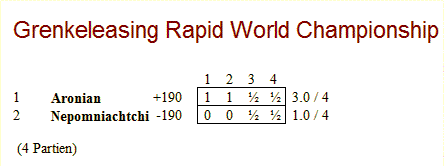 Grenkeleasing Rapid World Championship
1 2 3 4
1 Aronian +190 1 1 ½ ½ 3.0 / 4
2 Nepomniachtchi -190 0 0 ½ ½ 1.0 / 4
(4 Partien)